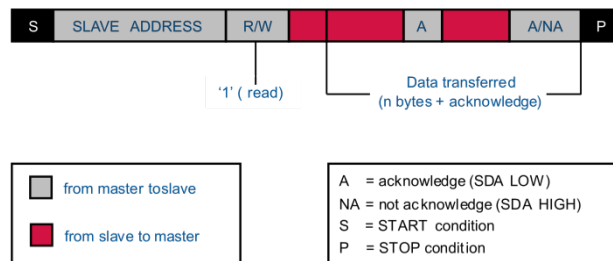 S SLAVE ADDRESS R/W A A/NA P
'1' ( read)
Data transferred
(n bytes + acknowledge)
from master toslave
from slave to master
A = acknowledge (SDA LOW)
NA = not acknowledge (SDA HIGH)
S = START condition
P = STOP condition